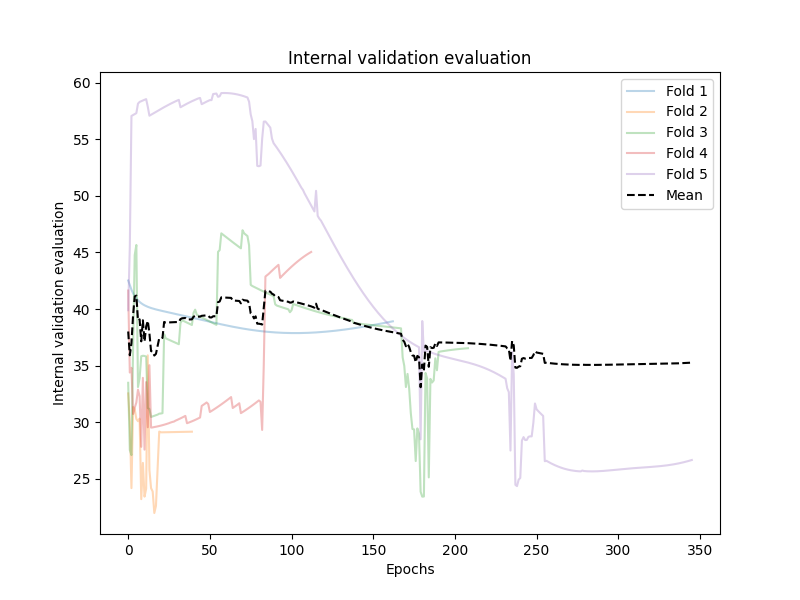 Internal validation evaluation
60
55
50
45
40
35
30
25
Internal validation evaluation
Fold 1
Fold 2
Fold 3
Fold 4
Fold 5
Mean
0
50
100
150
200
250
300
350
Epochs